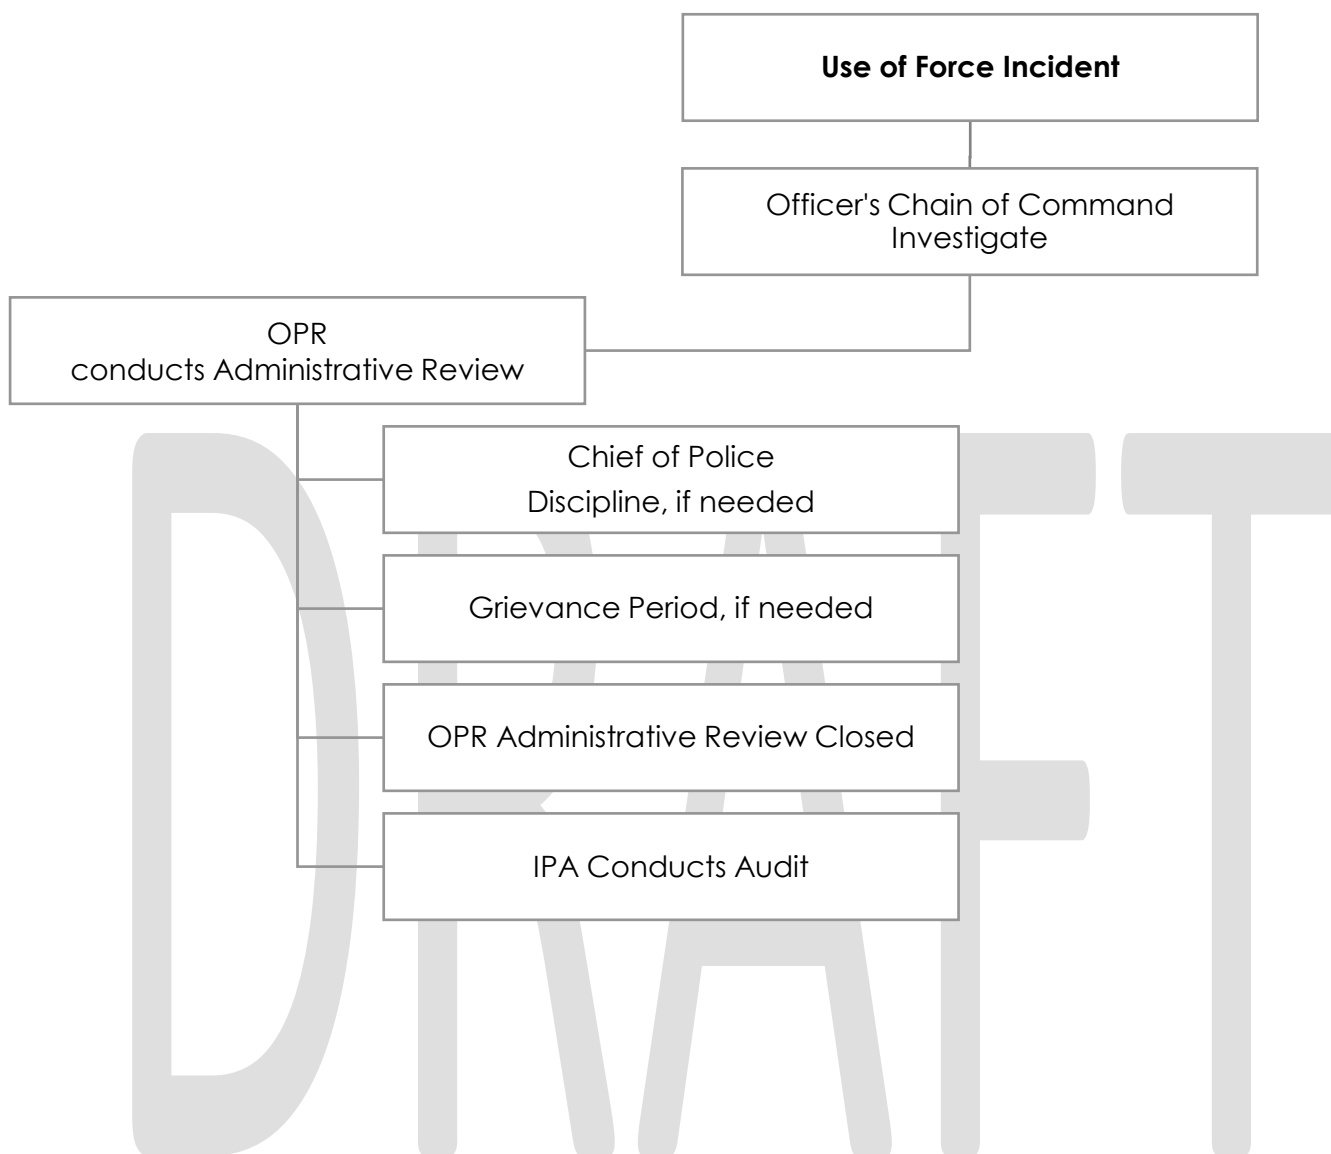 Use of Force Incident
Officer's Chain of Command
Investigate
OPR
conducts Administrative Review
Chief of Police
Discipline, if needed
Grievance Period, if needed
OPR Administrative Review Closed
IPA Conducts Audit
DRAFT